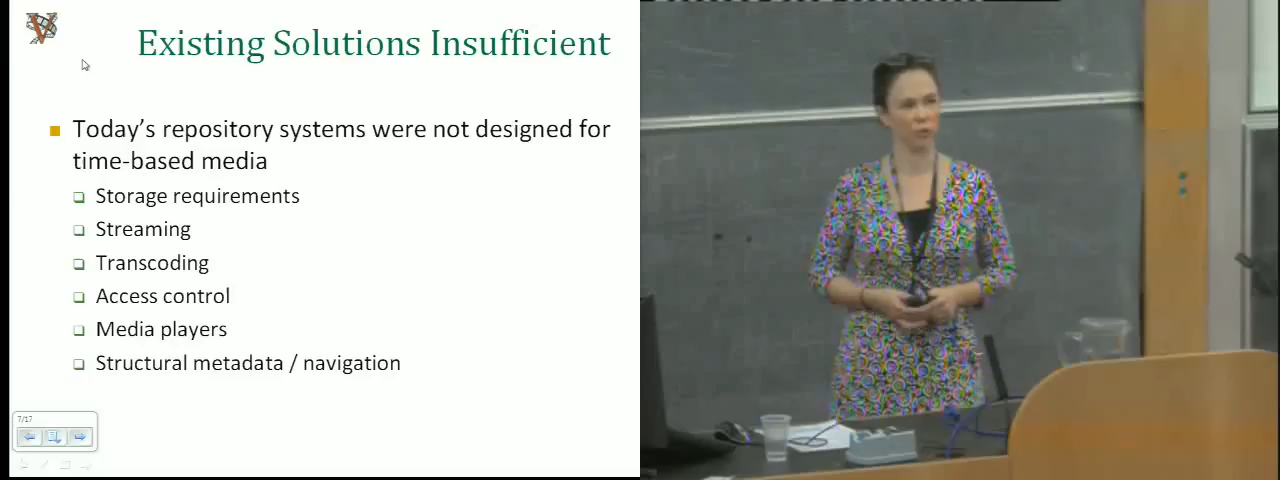 Existing Solutions Insufficient
Today's repository systems were not designed for
time-based media
Storage requirements
Streaming
Transcoding
Access control
Media players
Structural metadata / navigation
7/17